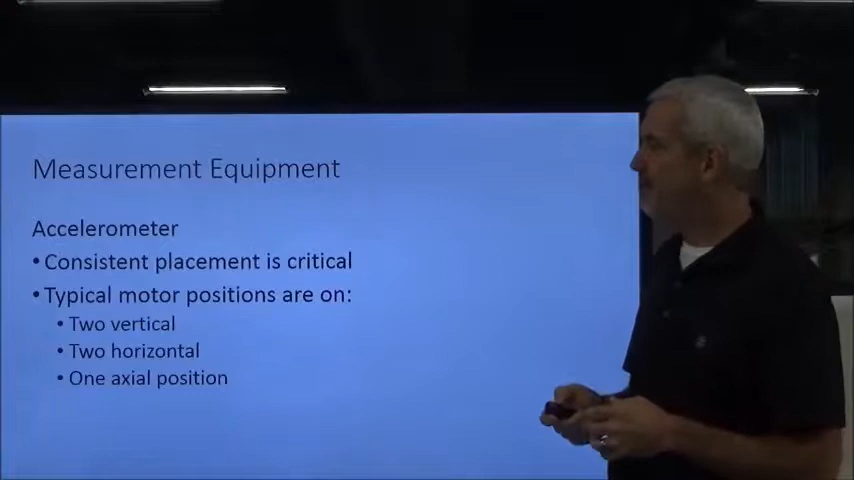 Measurement Equipment
Accelerometer
• Consistent placement is critical
• Typical motor positions are on:
• Two vertical
• Two horizontal
• One axial position